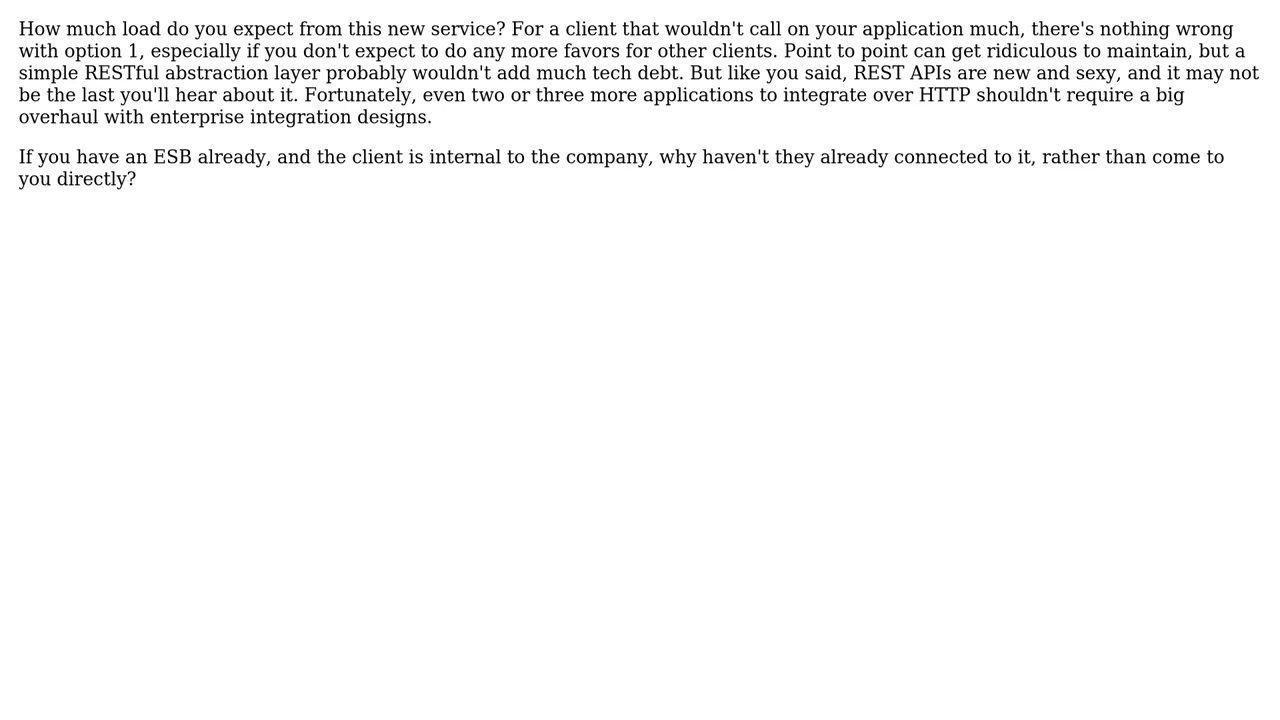 How much load do you expect from this new service? For a client that wouldn't call on your application much, there's nothing wrong
with option 1, especially if you don't expect to do any more favors for other clients. Point to point can get ridiculous to maintain, but a
simple RESTful abstraction layer probably wouldn't add much tech debt. But like you said, REST APIs are new and sexy, and it may not
be the last you'll hear about it. Fortunately, even two or three more applications to integrate over HTTP shouldn't require a big
overhaul with enterprise integration designs.
If you have an ESB already, and the client is internal to the company, why haven't they already connected to it, rather than come to
you directly?